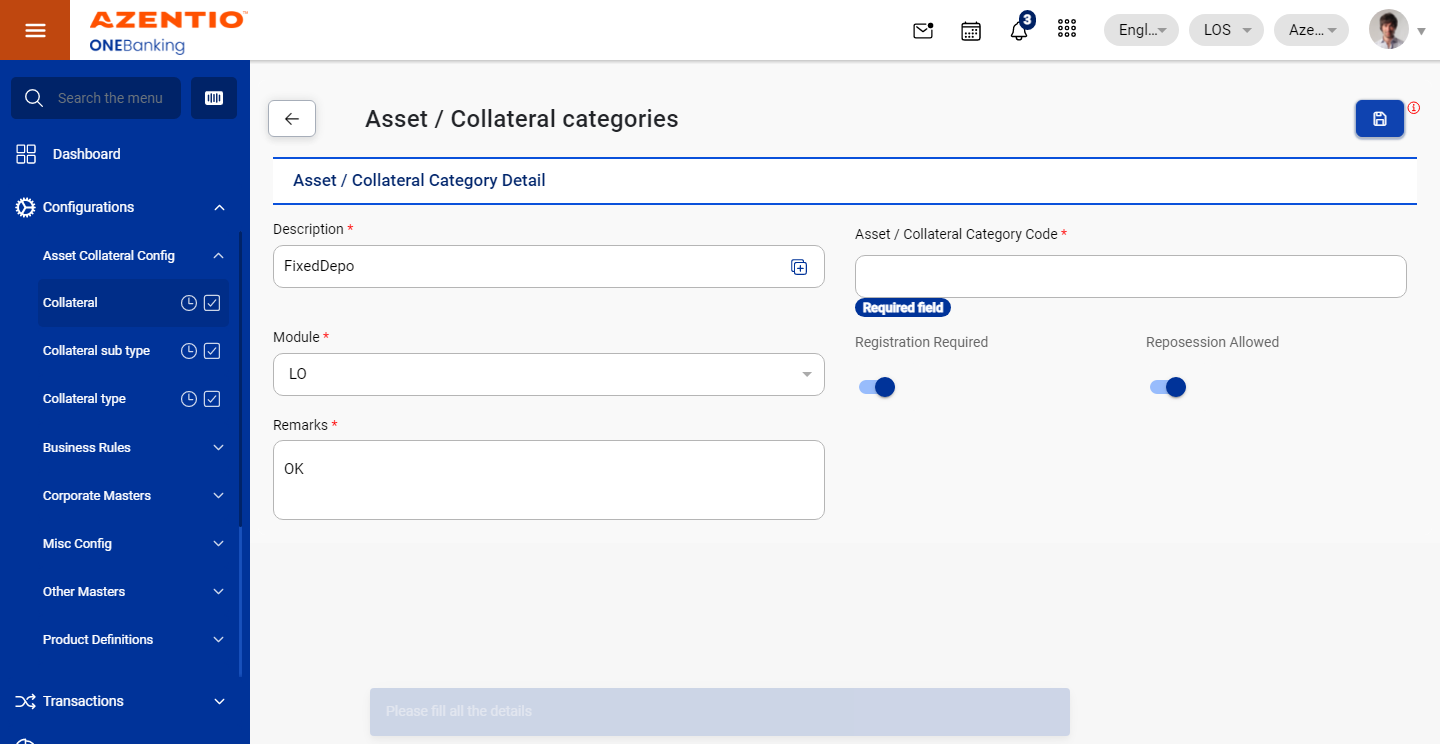 AZENTIO™
ONEBanking
3
Engl...
LOS
Aze...
Search the menu
Dashboard
Configurations
Asset Collateral Config
Collateral
Collateral sub type
Collateral type
Business Rules
Corporate Masters
Misc Config
Other Masters
Product Definitions
Transactions
Asset / Collateral categories
Asset / Collateral Category Detail
Description *
FixedDepo
Asset / Collateral Category Code *
Required field
Module *
LO
Registration Required
Reposession Allowed
Remarks *
OK
Please fill all the details